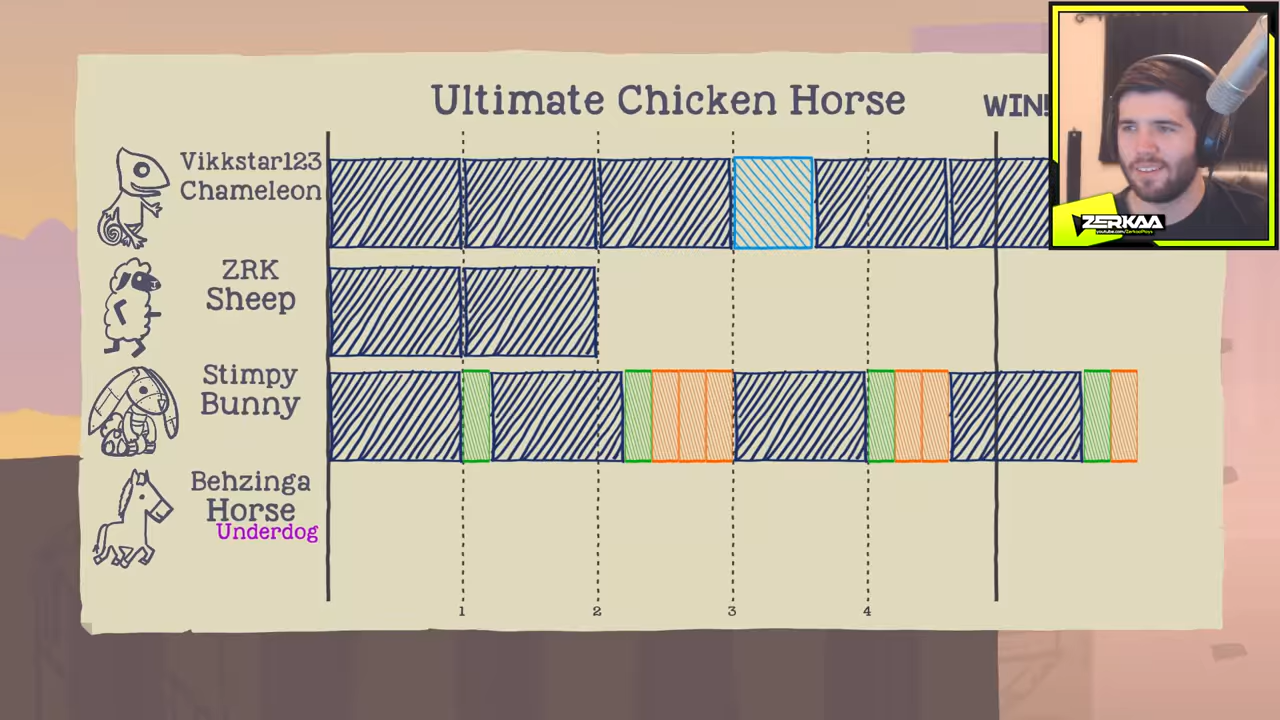 Ultimate Chicken Horse
WIN!
Vikkstar123
Chameleon
ZRK
Sheep
Stimpy
Bunny
Behzinga
Horse
Underdog
1 2 3 4
ZERKAA